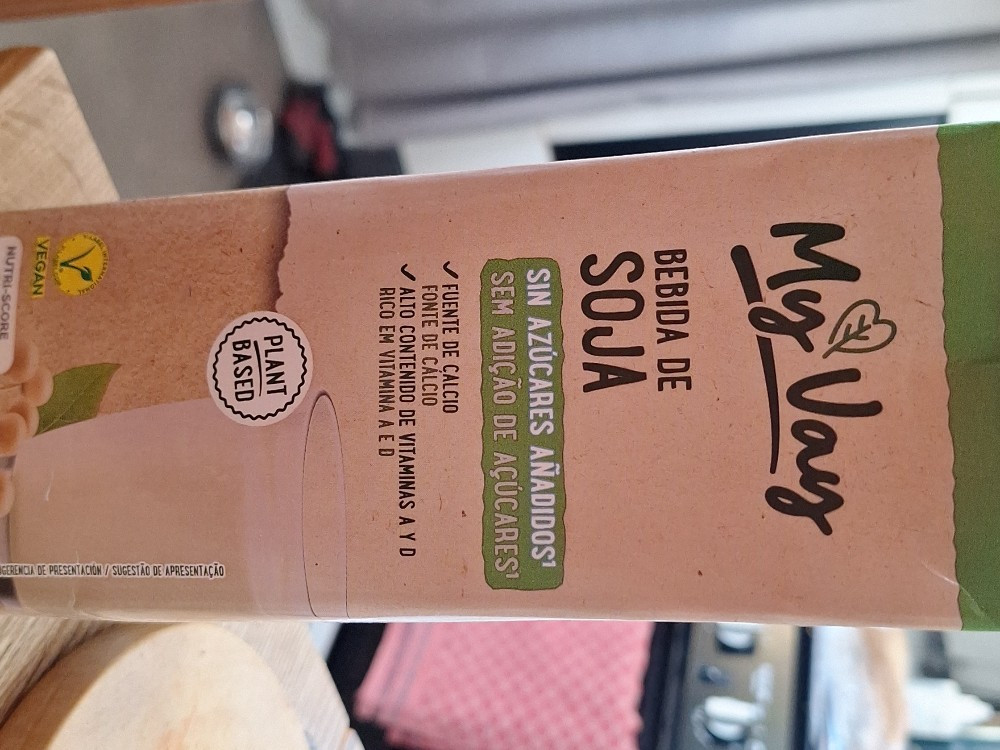 My Vay
BEBIDA DE
SOJA
SIN AZÚCARES AÑADIDOS¹
SEM ADIÇÃO DE AÇÚCARES¹
✓ FUENTE DE CALCIO
FONTE DE CÁLCIO
✓ ALTO CONTENIDO DE VITAMINAS A Y D
RICO EM VITAMINA A E D
PLANT
BASED
VEGAN
NUTRI-SCORE
DE PRESENTACIÓN / SUGESTÃO DE APRESENTAÇÃO